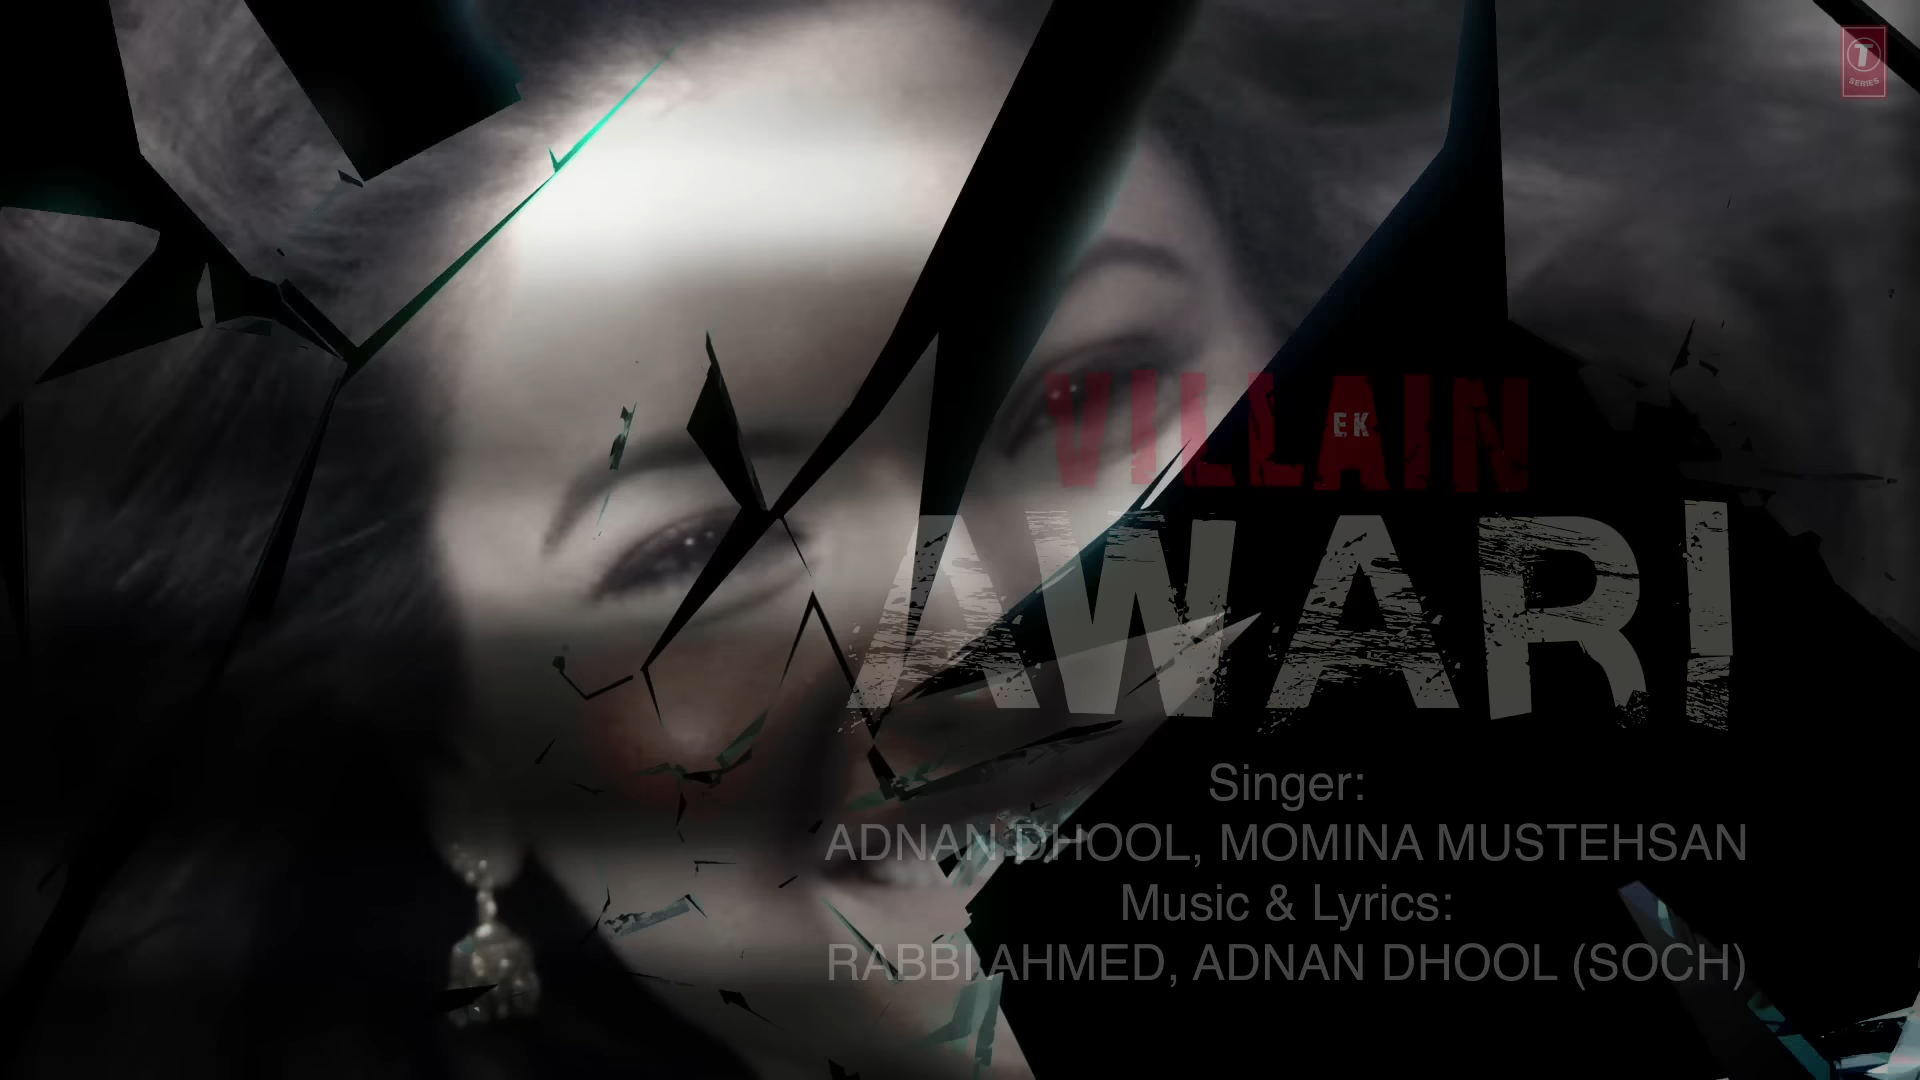 T
SERIES
VILLAIN
EK
AWARI
Singer:
ADNAN DHOOL, MOMINA MUSTEHSAN
Music & Lyrics:
RABBI AHMED, ADNAN DHOOL (SOCH)